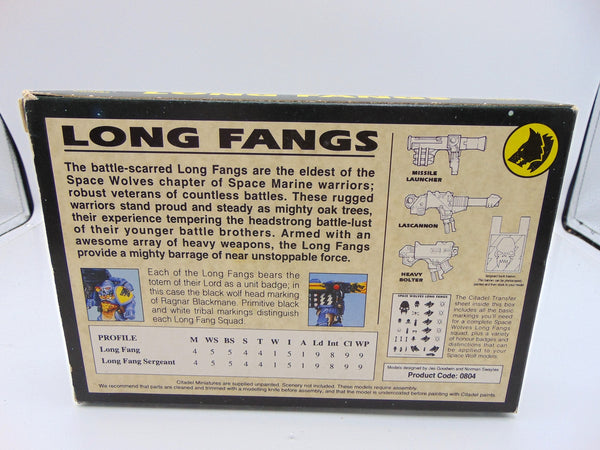 LONG FANGS
The battle-scarred Long Fangs are the eldest of the
Space Wolves chapter of Space Marine warriors;
robust veterans of countless battles. These rugged
warriors stand proud and steady as mighty oak trees,
their experience tempering the headstrong battle-lust
of their younger battle brothers. Armed with an
awesome array of heavy weapons, the Long Fangs
provide a mighty barrage of near unstoppable force.
Each of the Long Fangs bears the
totem of their Lord as a unit badge; in
this case the black wolf head marking
of Ragnar Blackmane. Primitive black
and white tribal markings distinguish
each Long Fang Squad.
PROFILE M WS BS S T W I A Ld Int Cl WP
Long Fang 4 5 5 4 4 1 5 1 9 8 9 9
Long Fang Sergeant 4 5 5 4 4 1 5 1 9 8 9 9
Citadel Miniatures are supplied unpainted. Scenery not included. These models require assembly.
We recommend that parts are cleaned and trimmed with a modelling knife before assembly, and that the model is undercoated before painting with Citadel paints.
MISSILE
LAUNCHER
LASCANNON
HEAVY
BOLTER
SPACE WOLVES LONG FANGS
The Citadel Transfer
sheet inside this box
includes all the basic
markings you'll need
for a complete Space
Wolves Long Fangs
squad, plus a variety
of honour badges and
distinctions that can
be applied to your
Space Wolf models.
Models designed by Jes Goodwin and Norman Swales
Product Code: 0804